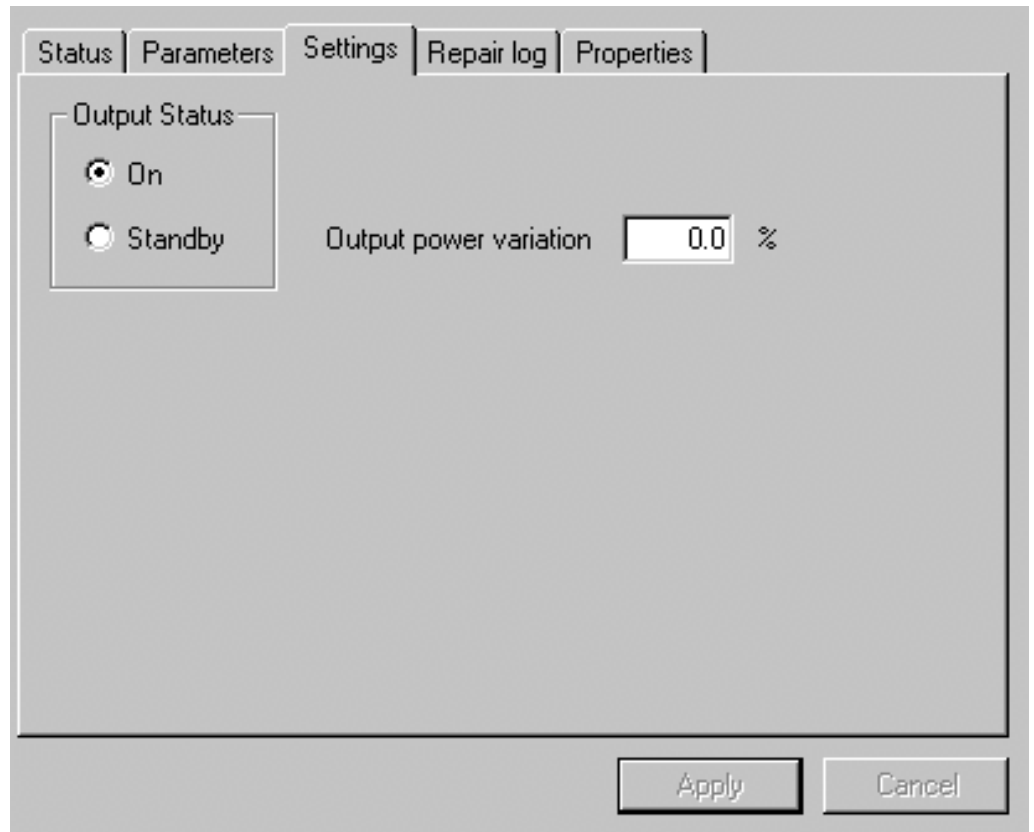 Status Parameters Settings Repair log Properties
Output Status
On
Standby Output power variation 0.0 %
Apply Cancel